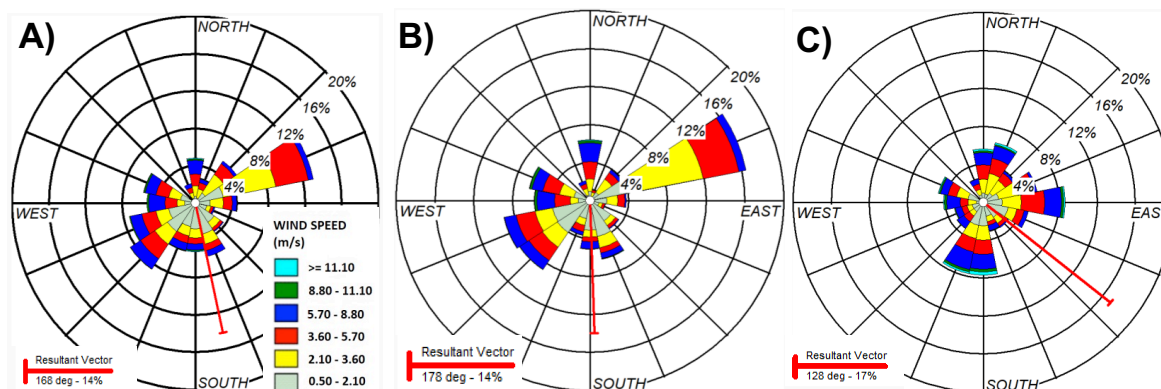 A)
NORTH
20%
16%
12%
8%
4%
WEST
WIND SPEED
(m/s)
>= 11.10
8.80 - 11.10
5.70 - 8.80
3.60 - 5.70
2.10 - 3.60
0.50 - 2.10
SOUTH
Resultant Vector
168 deg - 14%
B)
NORTH
20%
16%
12%
8%
4%
WEST
EAST
SOUTH
Resultant Vector
178 deg - 14%
C)
NORTH
20%
16%
12%
8%
4%
WEST
EAS
SOUTH
Resultant Vector
128 deg - 17%